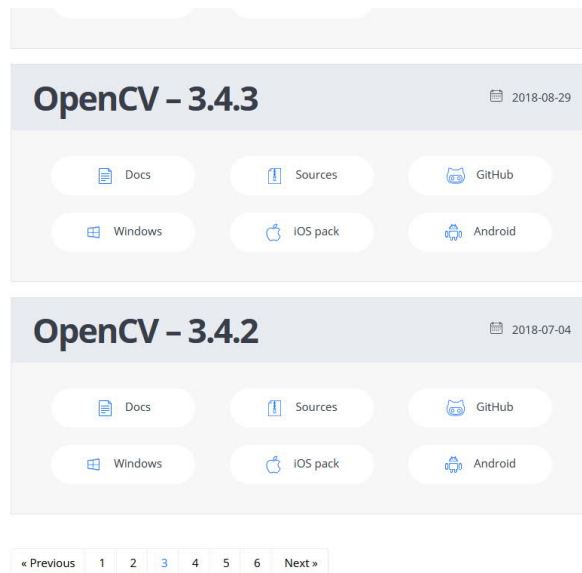 OpenCV – 3.4.3 2018-08-29
Docs Sources GitHub
Windows iOS pack Android
OpenCV – 3.4.2 2018-07-04
Docs Sources GitHub
Windows iOS pack Android
« Previous 1 2 3 4 5 6 Next »